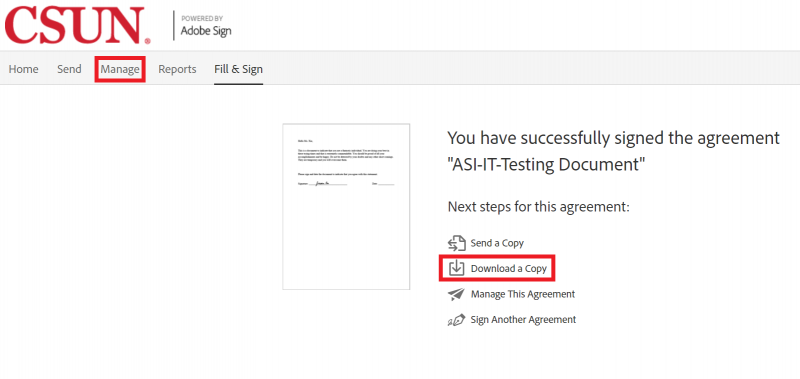 CSUN®
POWERED BY
Adobe Sign
Home Send Manage Reports Fill & Sign
You have successfully signed the agreement
"ASI-IT-Testing Document"
Next steps for this agreement:
Send a Copy
Download a Copy
Manage This Agreement
Sign Another Agreement